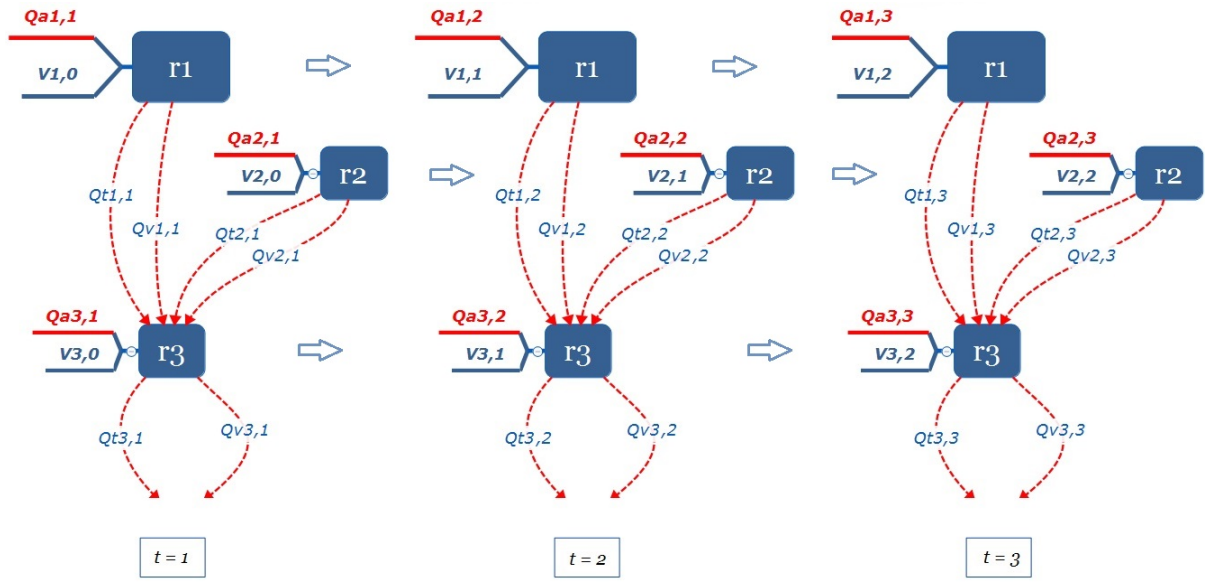 Qa1,1
V1,0
r1
Qa1,2
V1,1
r1
Qa1,3
V1,2
r1
Qa2,1
V2,0
r2
Qa2,2
V2,1
r2
Qa2,3
V2,2
r2
Qt1,1
Qv1,1
Qt2,1
Qv2,1
Qt1,2
Qv1,2
Qt2,2
Qv2,2
Qt1,3
Qv1,3
Qt2,3
Qv2,3
Qa3,1
V3,0
r3
Qa3,2
V3,1
r3
Qa3,3
V3,2
r3
Qt3,1
Qv3,1
Qt3,2
Qv3,2
Qt3,3
Qv3,3
t = 1
t = 2
t = 3